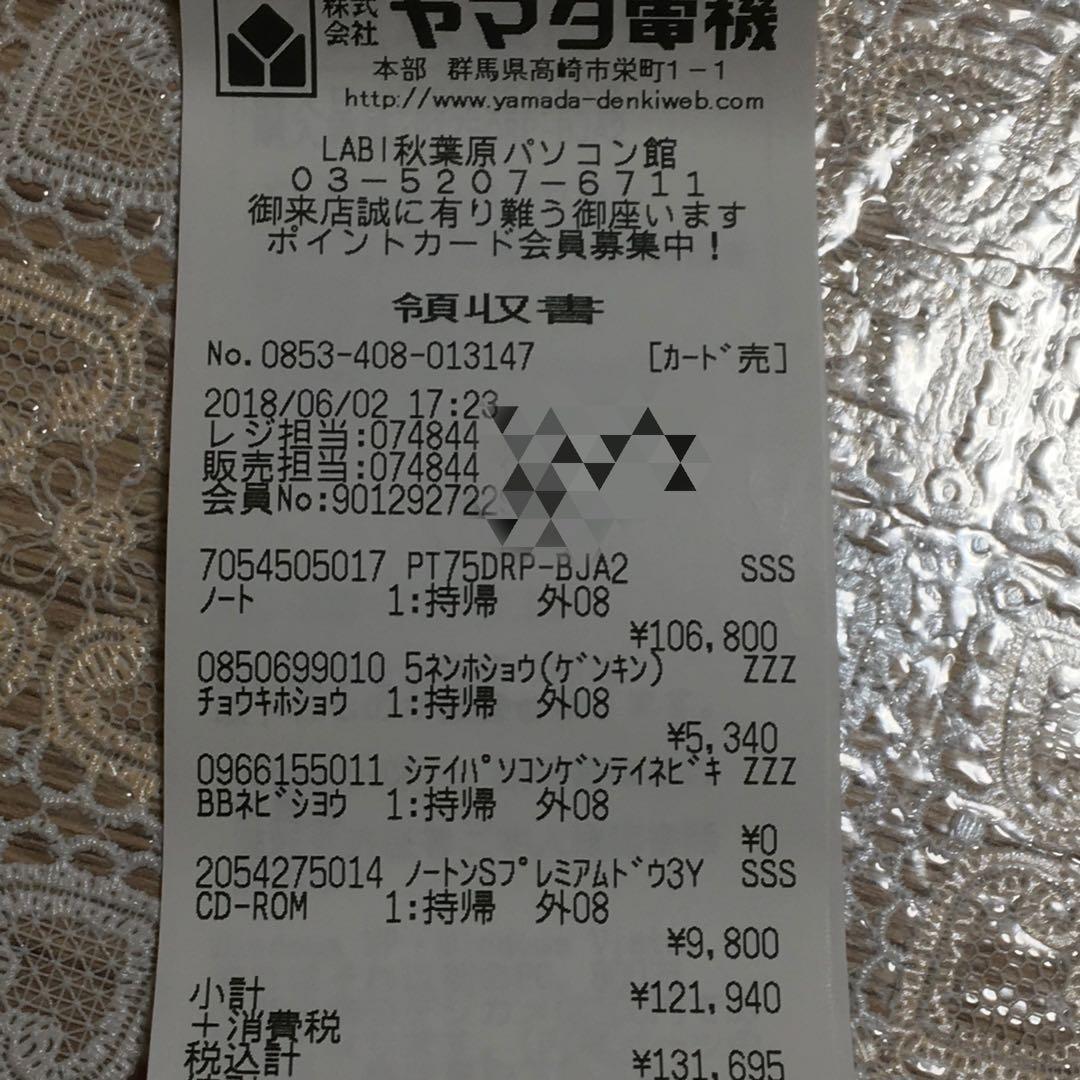 株式会社 ヤマダ電機
本部 群馬県高崎市栄町1-1
http://www.yamada-denkiweb.com
LABI秋葉原パソコン館
03-5207-6711
御来店誠に有り難う御座います
ポイントカード会員募集中!
領収書
No.0853-408-013147 [カード売]
2018/06/02 17:23
レジ担当:074844
販売担当:074844
会員No:901292722
7054505017 PT75DRP-BJA2 SSS
ノート 1:持帰 外08
¥106,800
0850699010 5ネンホショウ(ゲンキン) ZZZ
チョウキホショウ 1:持帰 外08
¥5,340
0966155011 シテイパソコンゲンテイネビキ ZZZ
BBネビショウ 1:持帰 外08
¥0
2054275014 ノートンSプレミアムドウ3Y SSS
CD-ROM 1:持帰 外08
¥9,800
小計 ¥121,940
+消費税
税込計 ¥131,695